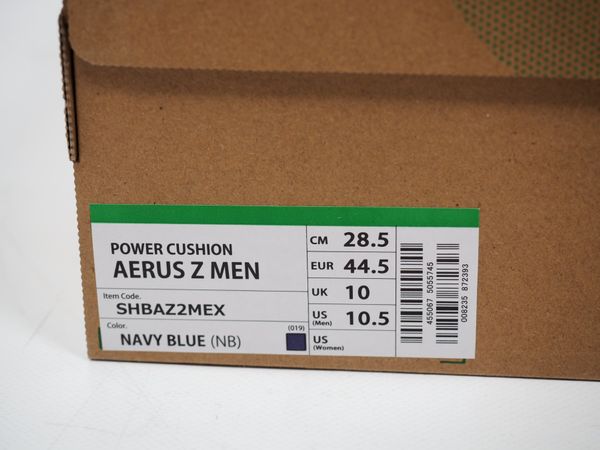 POWER CUSHION
AERUS Z MEN
Item Code.
SHBAZ2MEX
Color.
(019)
NAVY BLUE (NB)
CM 28.5
EUR 44.5
UK 10
US (Men) 10.5
US (Women)
455067 5055745
008235 872393